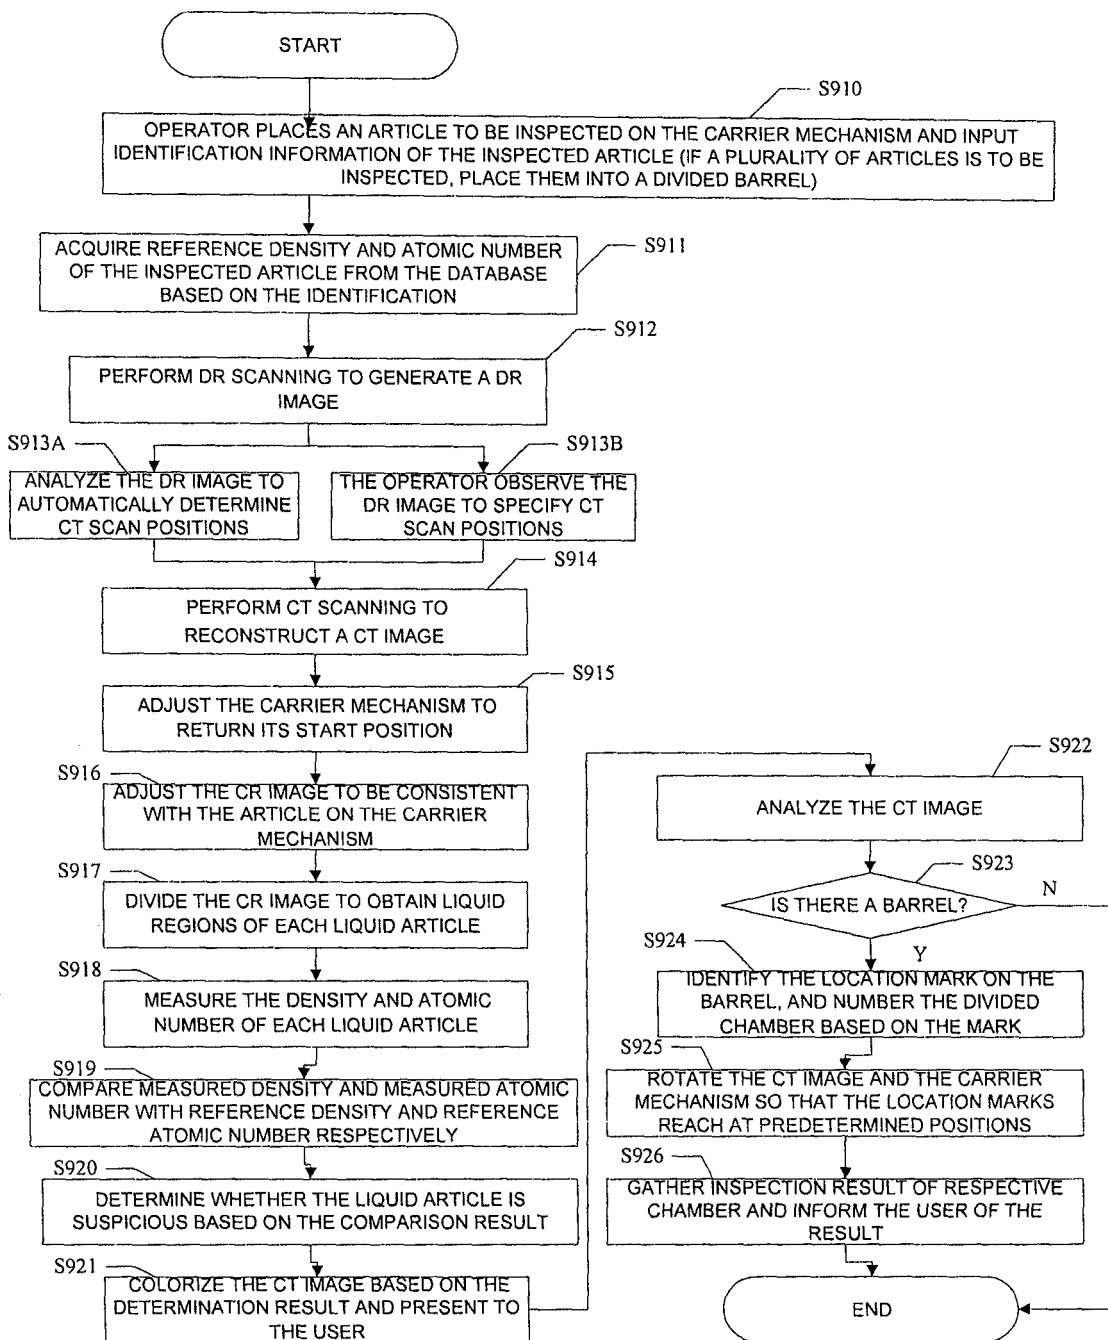 START
S910
OPERATOR PLACES AN ARTICLE TO BE INSPECTED ON THE CARRIER MECHANISM AND INPUT
IDENTIFICATION INFORMATION OF THE INSPECTED ARTICLE (IF A PLURALITY OF ARTICLES IS TO BE
INSPECTED, PLACE THEM INTO A DIVIDED BARREL)
S911
ACQUIRE REFERENCE DENSITY AND ATOMIC NUMBER
OF THE INSPECTED ARTICLE FROM THE DATABASE
BASED ON THE IDENTIFICATION
S912
PERFORM DR SCANNING TO GENERATE A DR
IMAGE
S913A
ANALYZE THE DR IMAGE TO
AUTOMATICALLY DETERMINE
CT SCAN POSITIONS
S913B
THE OPERATOR OBSERVE THE
DR IMAGE TO SPECIFY CT
SCAN POSITIONS
S914
PERFORM CT SCANNING TO
RECONSTRUCT A CT IMAGE
S915
ADJUST THE CARRIER MECHANISM TO
RETURN ITS START POSITION
S916
ADJUST THE CR IMAGE TO BE CONSISTENT
WITH THE ARTICLE ON THE CARRIER
MECHANISM
S917
DIVIDE THE CR IMAGE TO OBTAIN LIQUID
REGIONS OF EACH LIQUID ARTICLE
S918
MEASURE THE DENSITY AND ATOMIC
NUMBER OF EACH LIQUID ARTICLE
S919
COMPARE MEASURED DENSITY AND MEASURED ATOMIC
NUMBER WITH REFERENCE DENSITY AND REFERENCE
ATOMIC NUMBER RESPECTIVELY
S920
DETERMINE WHETHER THE LIQUID ARTICLE IS
SUSPICIOUS BASED ON THE COMPARISON RESULT
S921
COLORIZE THE CT IMAGE BASED ON THE
DETERMINATION RESULT AND PRESENT TO
THE USER
S922
ANALYZE THE CT IMAGE
S923
IS THERE A BARREL?
N
Y
S924
IDENTIFY THE LOCATION MARK ON THE
BARREL, AND NUMBER THE DIVIDED
CHAMBER BASED ON THE MARK
S925
ROTATE THE CT IMAGE AND THE CARRIER
MECHANISM SO THAT THE LOCATION MARKS
REACH AT PREDETERMINED POSITIONS
S926
GATHER INSPECTION RESULT OF RESPECTIVE
CHAMBER AND INFORM THE USER OF THE
RESULT
END